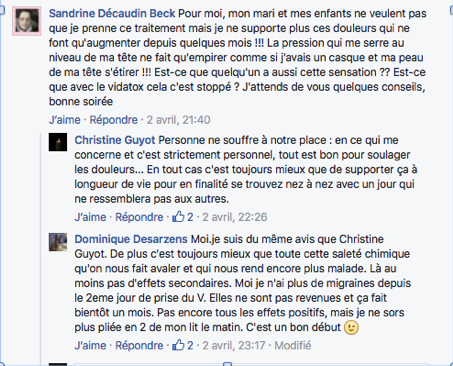 Sandrine Décaudin Beck Pour moi, mon mari et mes enfants ne veulent pas
que je prenne ce traitement mais je ne supporte plus ces douleurs qui ne
font qu'augmenter depuis quelques mois !!! La pression qui me serre au
niveau de ma tête ne fait qu'empirer comme si j'avais un casque et ma peau
de ma tête s'étirer !!! Est-ce que quelqu'un a aussi cette sensation ?? Est-ce
que avec le vidatox cela c'est stoppé ? J'attends de vous quelques conseils,
bonne soirée
J'aime · Répondre · 2 avril, 21:40
Christine Guyot Personne ne souffre à notre place : en ce qui me
concerne et c'est strictement personnel, tout est bon pour soulager
les douleurs... En tout cas c'est toujours mieux que de supporter ça à
longueur de vie pour en finalité se trouvez nez à nez avec un jour qui
ne ressemblera pas aux autres.
J'aime · Répondre · 2 · 2 avril, 22:26
Dominique Desarzens Moi.je suis du même avis que Christine
Guyot. De plus c'est toujours mieux que toute cette saleté chimique
qu'on nous fait avaler et qui nous rend encore plus malade. Là au
moins pas d'effets secondaires. Moi je n'ai plus de migraines depuis
le 2eme jour de prise du V. Elles ne sont pas revenues et ça fait
bientôt un mois. Pas encore tous les effets positifs, mais je ne sors
plus pliée en 2 de mon lit le matin. C'est un bon début 😉
J'aime · Répondre · 2 · 2 avril, 23:17 · Modifié